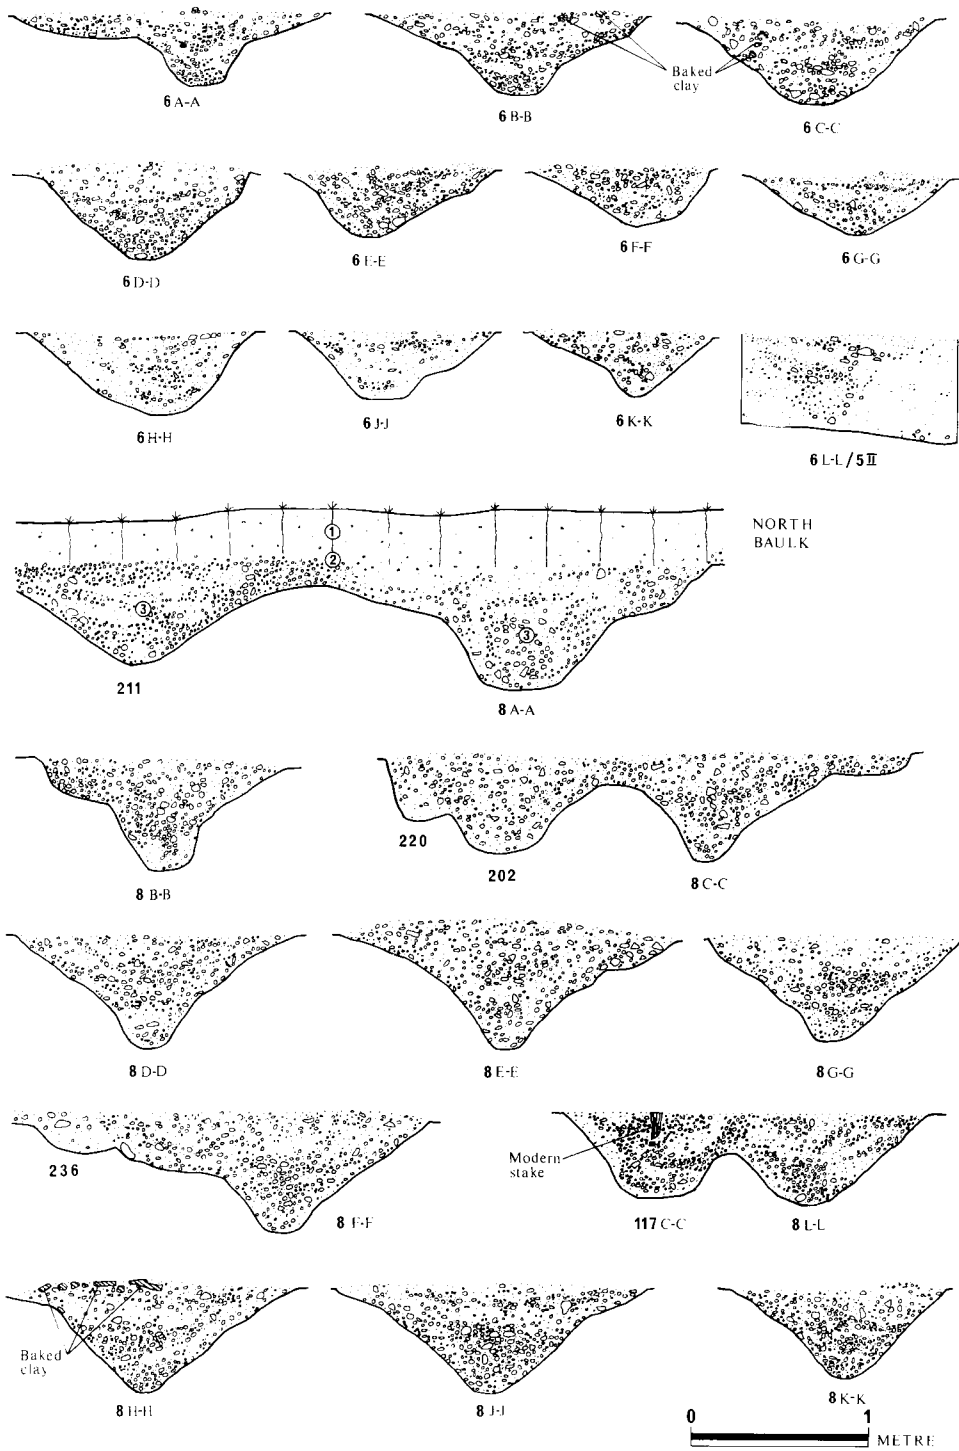 6 A-A
6 B-B
Baked
clay
6 C-C
6 D-D
6 E-E
6 F-F
6 G-G
6 H-H
6 J-J
6 K-K
6 L-L/5 II
NORTH
BAULK
1
2
3
3
211
8 A-A
8 B-B
220
202
8 C-C
8 D-D
8 E-E
8 G-G
236
8 F-F
Modern
stake
117 C-C
8 L-L
Baked
clay
8 H-H
8 J-J
8 K-K
0 1
METRE